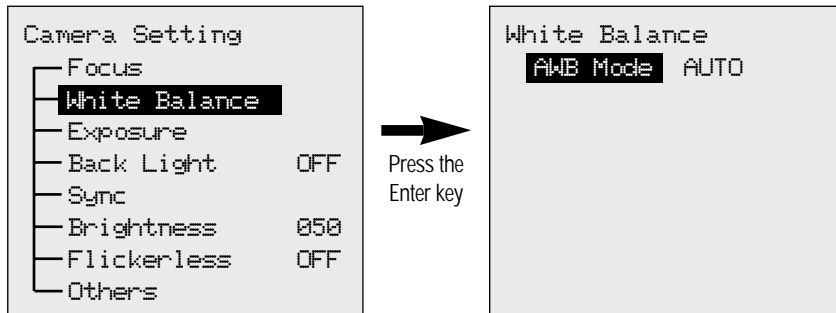 Camera Setting
Focus
White Balance
Exposure
Back Light OFF
Sync
Brightness 050
Flickerless OFF
Others
Press the
Enter key
White Balance
AWB Mode AUTO